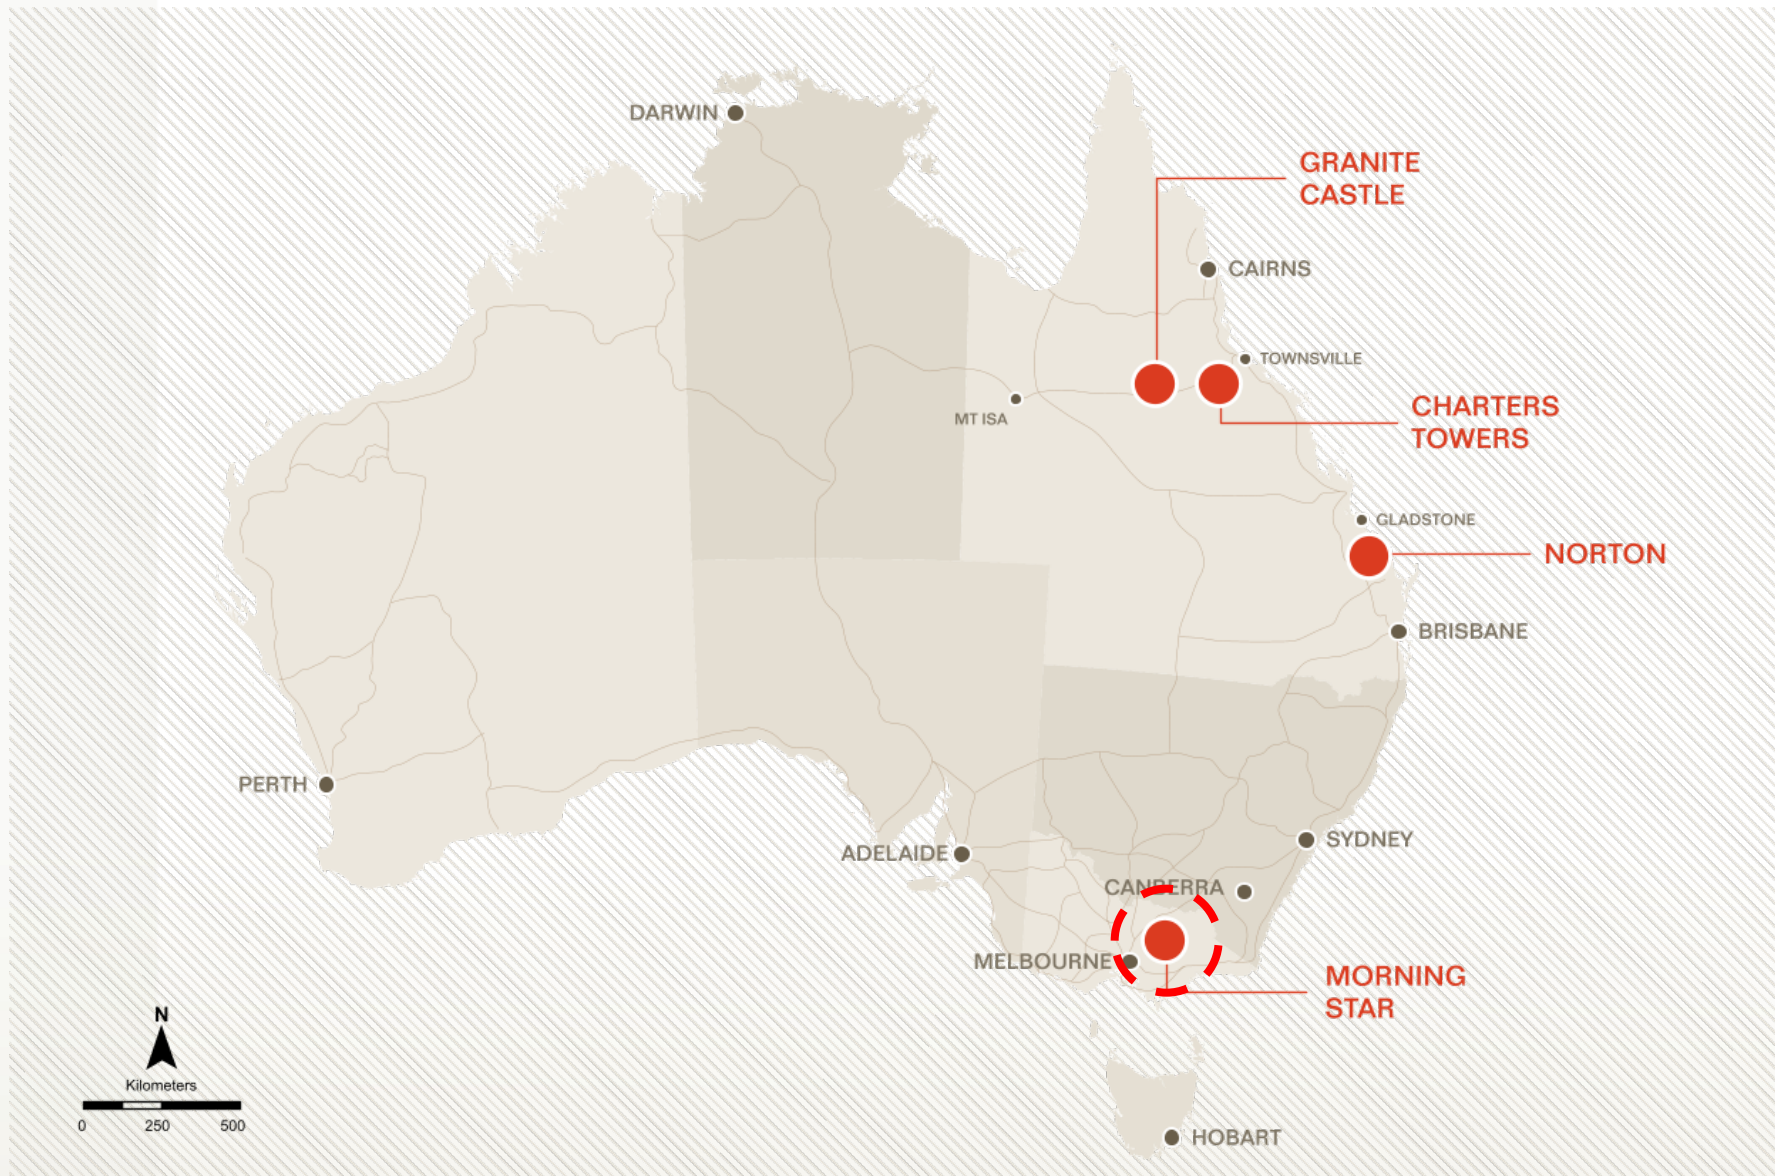 DARWIN
GRANITE
CASTLE
CAIRNS
TOWNSVILLE
MT ISA
CHARTERS
TOWERS
GLADSTONE
NORTON
BRISBANE
PERTH
SYDNEY
ADELAIDE
CANBERRA
MELBOURNE
MORNING
STAR
N
Kilometers
0 250 500
HOBART